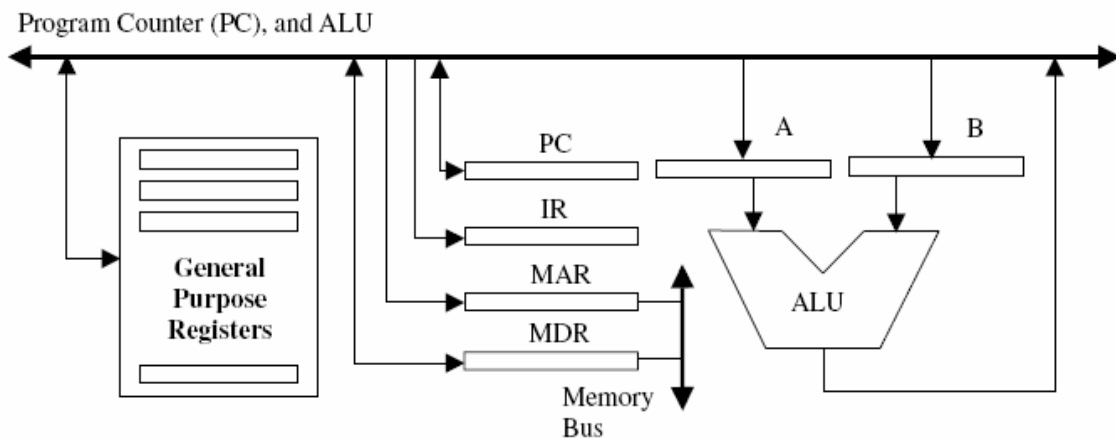 Program Counter (PC), and ALU
A
B
PC
IR
General
Purpose
Registers
MAR
ALU
MDR
Memory
Bus